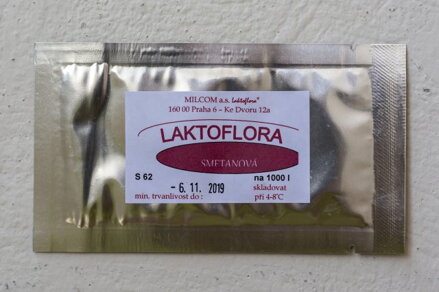 MILCOM a.s. Laktoflora®
160 00 Praha 6 – Ke Dvoru 12a
LAKTOFLORA
SMETANOVÁ
S 62 na 1000 l
– 6. 11. 2019 skladovat
min. trvanlivost do : při 4-8°C